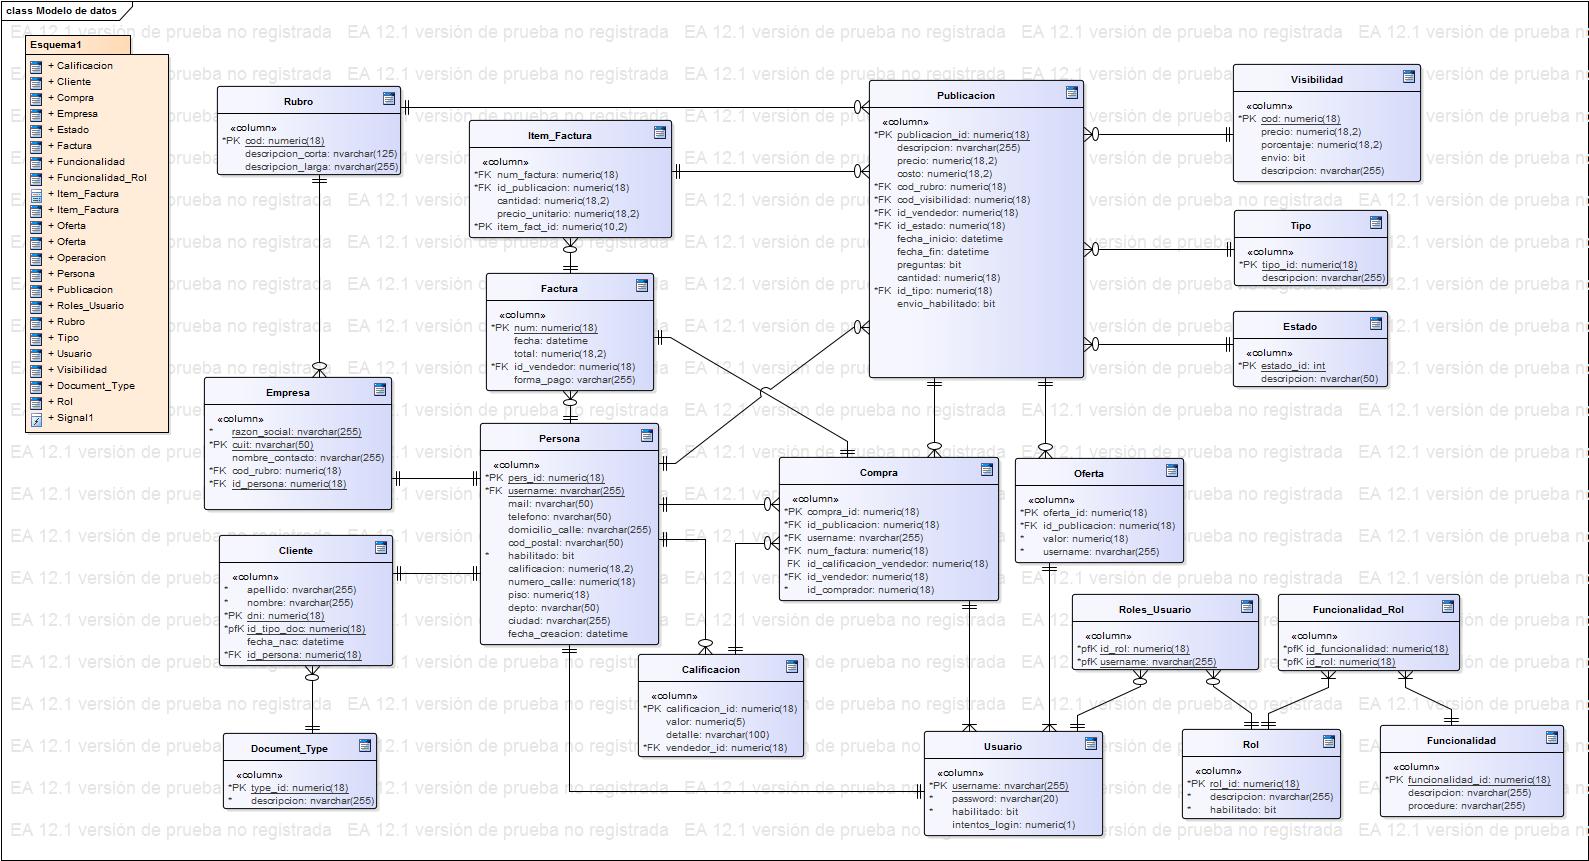 class Modelo de datos
EA 12.1 versión de prueba no registrada
Esquema1
+ Calificacion
+ Cliente
+ Compra
+ Empresa
+ Estado
+ Factura
+ Funcionalidad
+ Funcionalidad_Rol
+ Item_Factura
+ Item_Factura
+ Oferta
+ Oferta
+ Operacion
+ Persona
+ Publicacion
+ Roles_Usuario
+ Rubro
+ Tipo
+ Usuario
+ Visibilidad
+ Document_Type
+ Rol
+ Signal1
Rubro
«column»
*PK cod: numeric(18)
descripcion_corta: nvarchar(125)
descripcion_larga: nvarchar(255)
Item_Factura
«column»
*FK num_factura: numeric(18)
*FK id_publicacion: numeric(18)
cantidad: numeric(18,2)
precio_unitario: numeric(18,2)
*PK item_fact_id: numeric(10,2)
Publicacion
«column»
*PK publicacion_id: numeric(18)
descripcion: nvarchar(255)
precio: numeric(18,2)
costo: numeric(18,2)
*FK cod_rubro: numeric(18)
*FK cod_visibilidad: numeric(18)
*FK id_vendedor: numeric(18)
*FK id_estado: numeric(18)
fecha_inicio: datetime
fecha_fin: datetime
preguntas: bit
cantidad: numeric(18)
*FK id_tipo: numeric(18)
envio_habilitado: bit
Visibilidad
«column»
*PK cod: numeric(18)
precio: numeric(18,2)
porcentaje: numeric(18,2)
envio: bit
descripcion: nvarchar(255)
Tipo
«column»
*PK tipo_id: numeric(18)
descripcion: nvarchar(255)
Estado
«column»
*PK estado_id: int
descripcion: nvarchar(50)
Factura
«column»
*PK num: numeric(18)
fecha: datetime
total: numeric(18,2)
*FK id_vendedor: numeric(18)
forma_pago: varchar(255)
Empresa
«column»
* razon_social: nvarchar(255)
*PK cuit: nvarchar(50)
nombre_contacto: nvarchar(255)
*FK cod_rubro: numeric(18)
*FK id_persona: numeric(18)
Persona
«column»
*PK pers_id: numeric(18)
*FK username: nvarchar(255)
mail: nvarchar(50)
telefono: nvarchar(50)
domicilio_calle: nvarchar(255)
cod_postal: nvarchar(50)
* habilitado: bit
calificacion: numeric(18,2)
numero_calle: numeric(18)
piso: numeric(18)
depto: nvarchar(50)
ciudad: nvarchar(255)
fecha_creacion: datetime
Compra
«column»
*PK compra_id: numeric(18)
*FK id_publicacion: numeric(18)
*FK username: nvarchar(255)
*FK num_factura: numeric(18)
FK id_calificacion_vendedor: numeric(18)
*FK id_vendedor: numeric(18)
* id_comprador: numeric(18)
Oferta
«column»
*PK oferta_id: numeric(18)
*FK id_publicacion: numeric(18)
* valor: numeric(18)
* username: nvarchar(255)
Cliente
«column»
* apellido: nvarchar(255)
* nombre: nvarchar(255)
*PK dni: numeric(18)
*pfK id_tipo_doc: numeric(18)
fecha_nac: datetime
*FK id_persona: numeric(18)
Roles_Usuario
«column»
*pfK id_rol: numeric(18)
*pfK username: nvarchar(255)
Funcionalidad_Rol
«column»
*pfK id_funcionalidad: numeric(18)
*pfK id_rol: numeric(18)
Calificacion
«column»
*PK calificacion_id: numeric(18)
valor: numeric(5)
detalle: nvarchar(100)
*FK vendedor_id: numeric(18)
Document_Type
«column»
*PK type_id: numeric(18)
* descripcion: nvarchar(255)
Usuario
«column»
*PK username: nvarchar(255)
* password: nvarchar(20)
* habilitado: bit
intentos_login: numeric(1)
Rol
«column»
*PK rol_id: numeric(18)
* descripcion: nvarchar(255)
* habilitado: bit
Funcionalidad
«column»
*PK funcionalidad_id: numeric(18)
descripcion: nvarchar(255)
procedure: nvarchar(255)